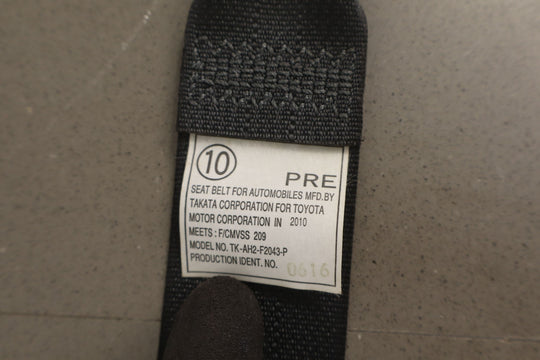 ⑩ PRE
SEAT BELT FOR AUTOMOBILES MFD.BY
TAKATA CORPORATION FOR TOYOTA
MOTOR CORPORATION IN 2010
MEETS : F/CMVSS 209
MODEL NO. TK-AH2-F2043-P
PRODUCTION IDENT. NO. 0616